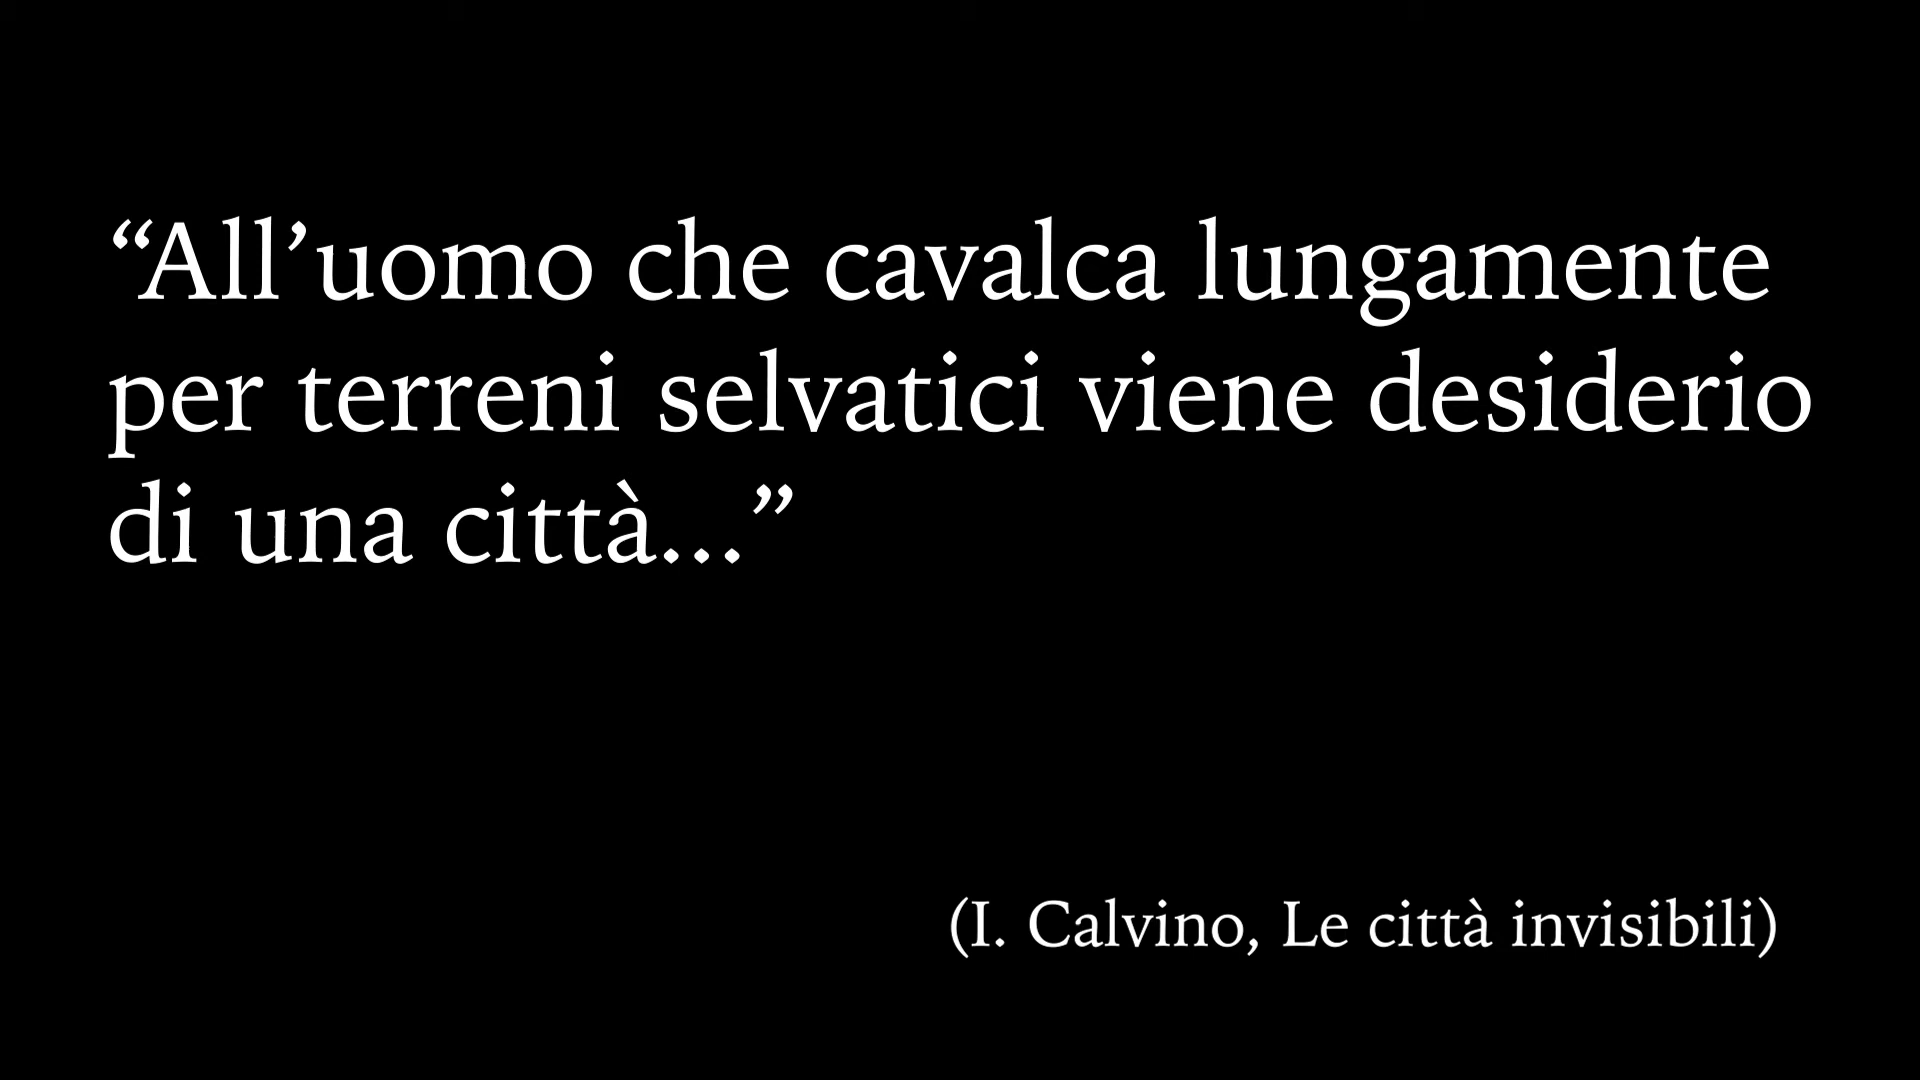 “All’uomo che cavalca lungamente
per terreni selvatici viene desiderio
di una città...”
(I. Calvino, Le città invisibili)